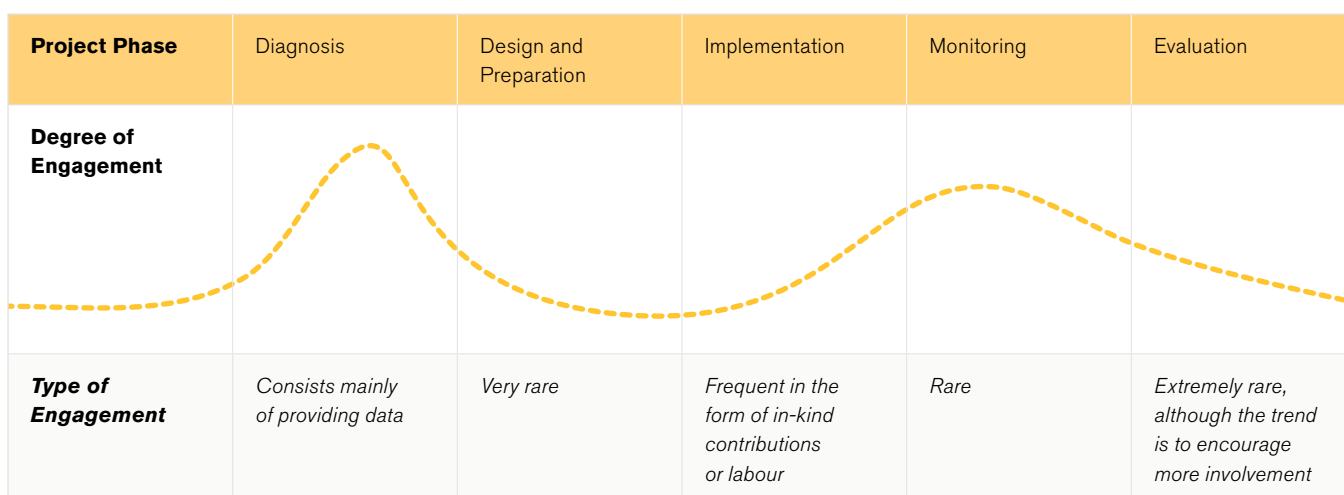 Project Phase
Diagnosis
Design and
Preparation
Implementation
Monitoring
Evaluation
Degree of
Engagement
Type of
Engagement
Consists mainly
of providing data
Very rare
Frequent in the
form of in-kind
contributions
or labour
Rare
Extremely rare,
although the trend
is to encourage
more involvement